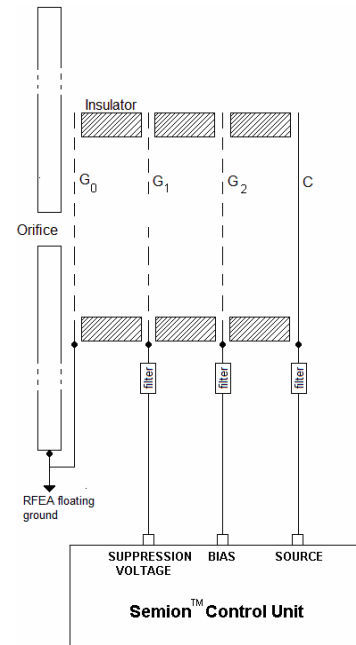 Insulator
G0 G1 G2 C
Orifice
filter filter filter
RFEA floating
ground
SUPPRESSION BIAS SOURCE
VOLTAGE
Semion™ Control Unit